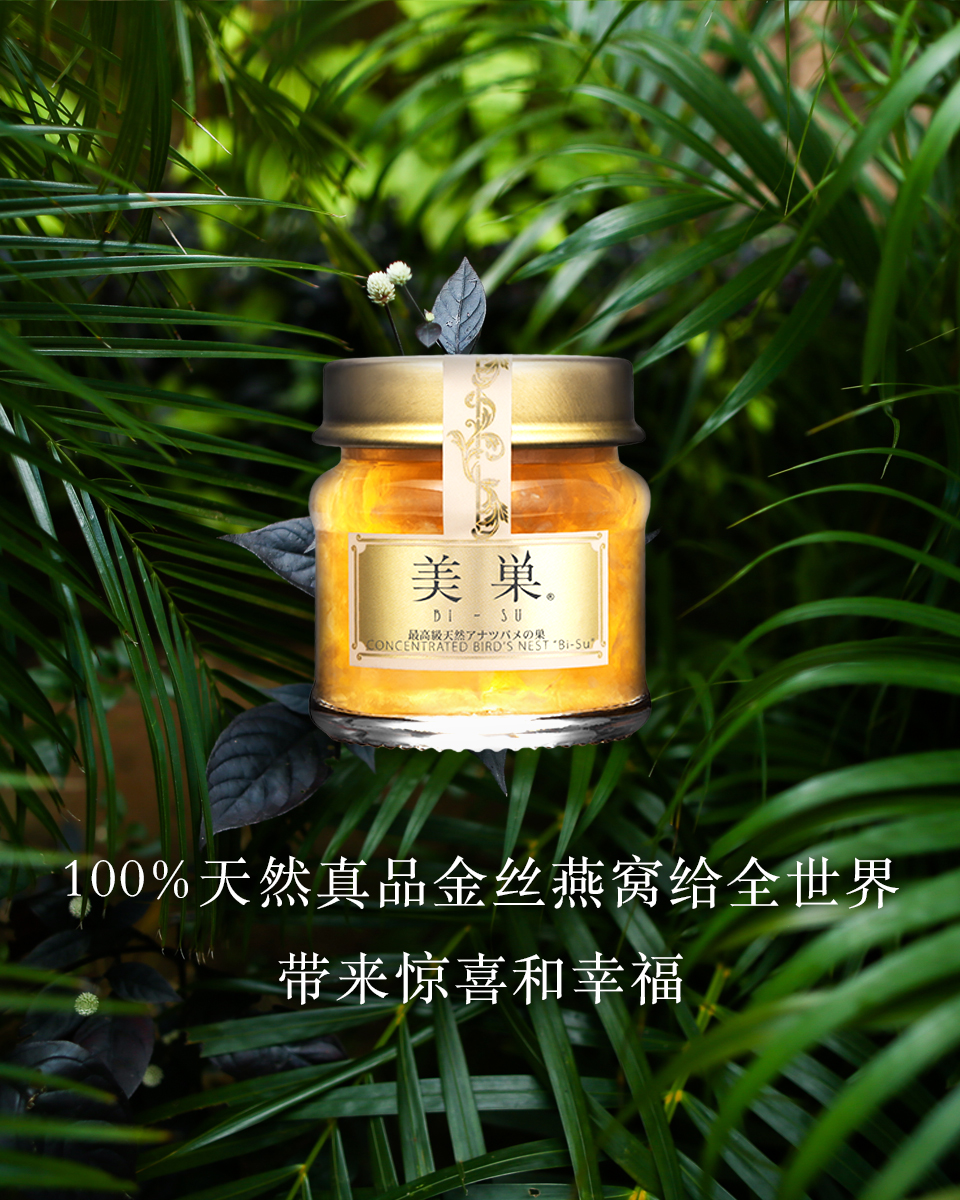 美巣®
BI - SU
最高級天然アナツバメの巣
CONCENTRATED BIRD'S NEST "Bi-Su"
100%天然真品金丝燕窝给全世界
带来惊喜和幸福